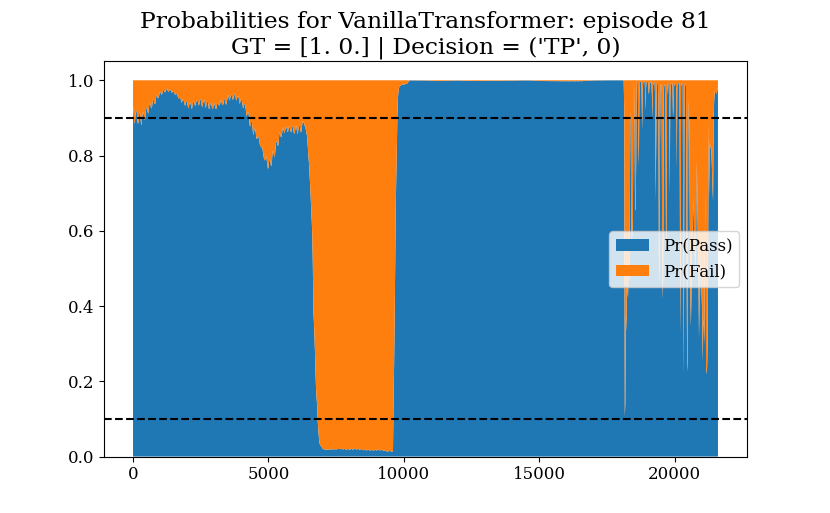 Probabilities for VanillaTransformer: episode 81
GT = [1. 0.] | Decision = ('TP', 0)
1.0
0.8
0.6
0.4
0.2
0.0
Pr(Pass)
Pr(Fail)
0 5000 10000 15000 20000